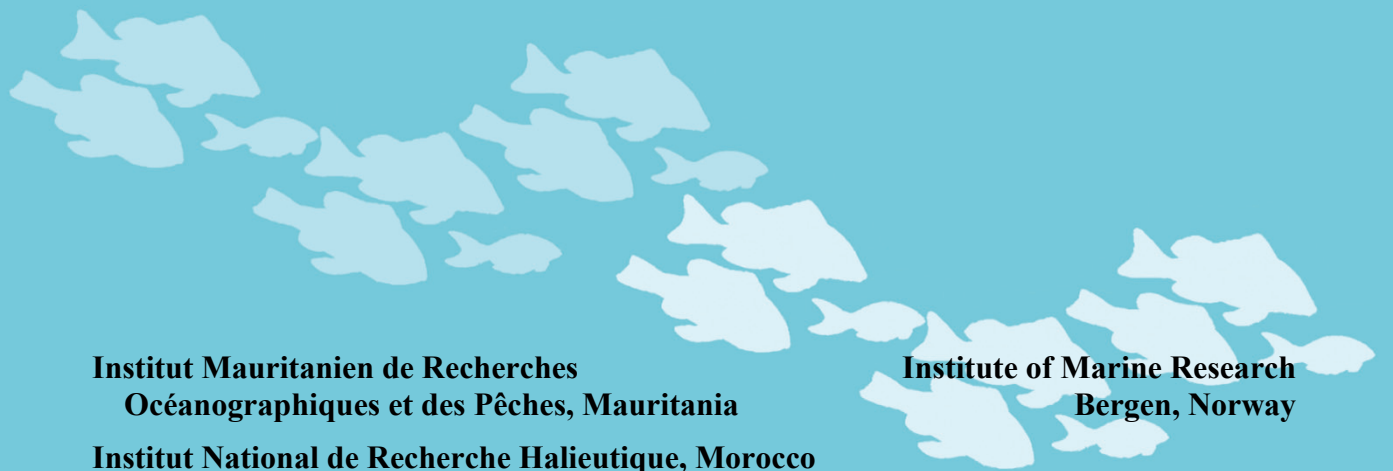 Institut Mauritanien de Recherches
Océanographiques et des Pêches, Mauritania
Institute of Marine Research
Bergen, Norway
Institut National de Recherche Halieutique, Morocco